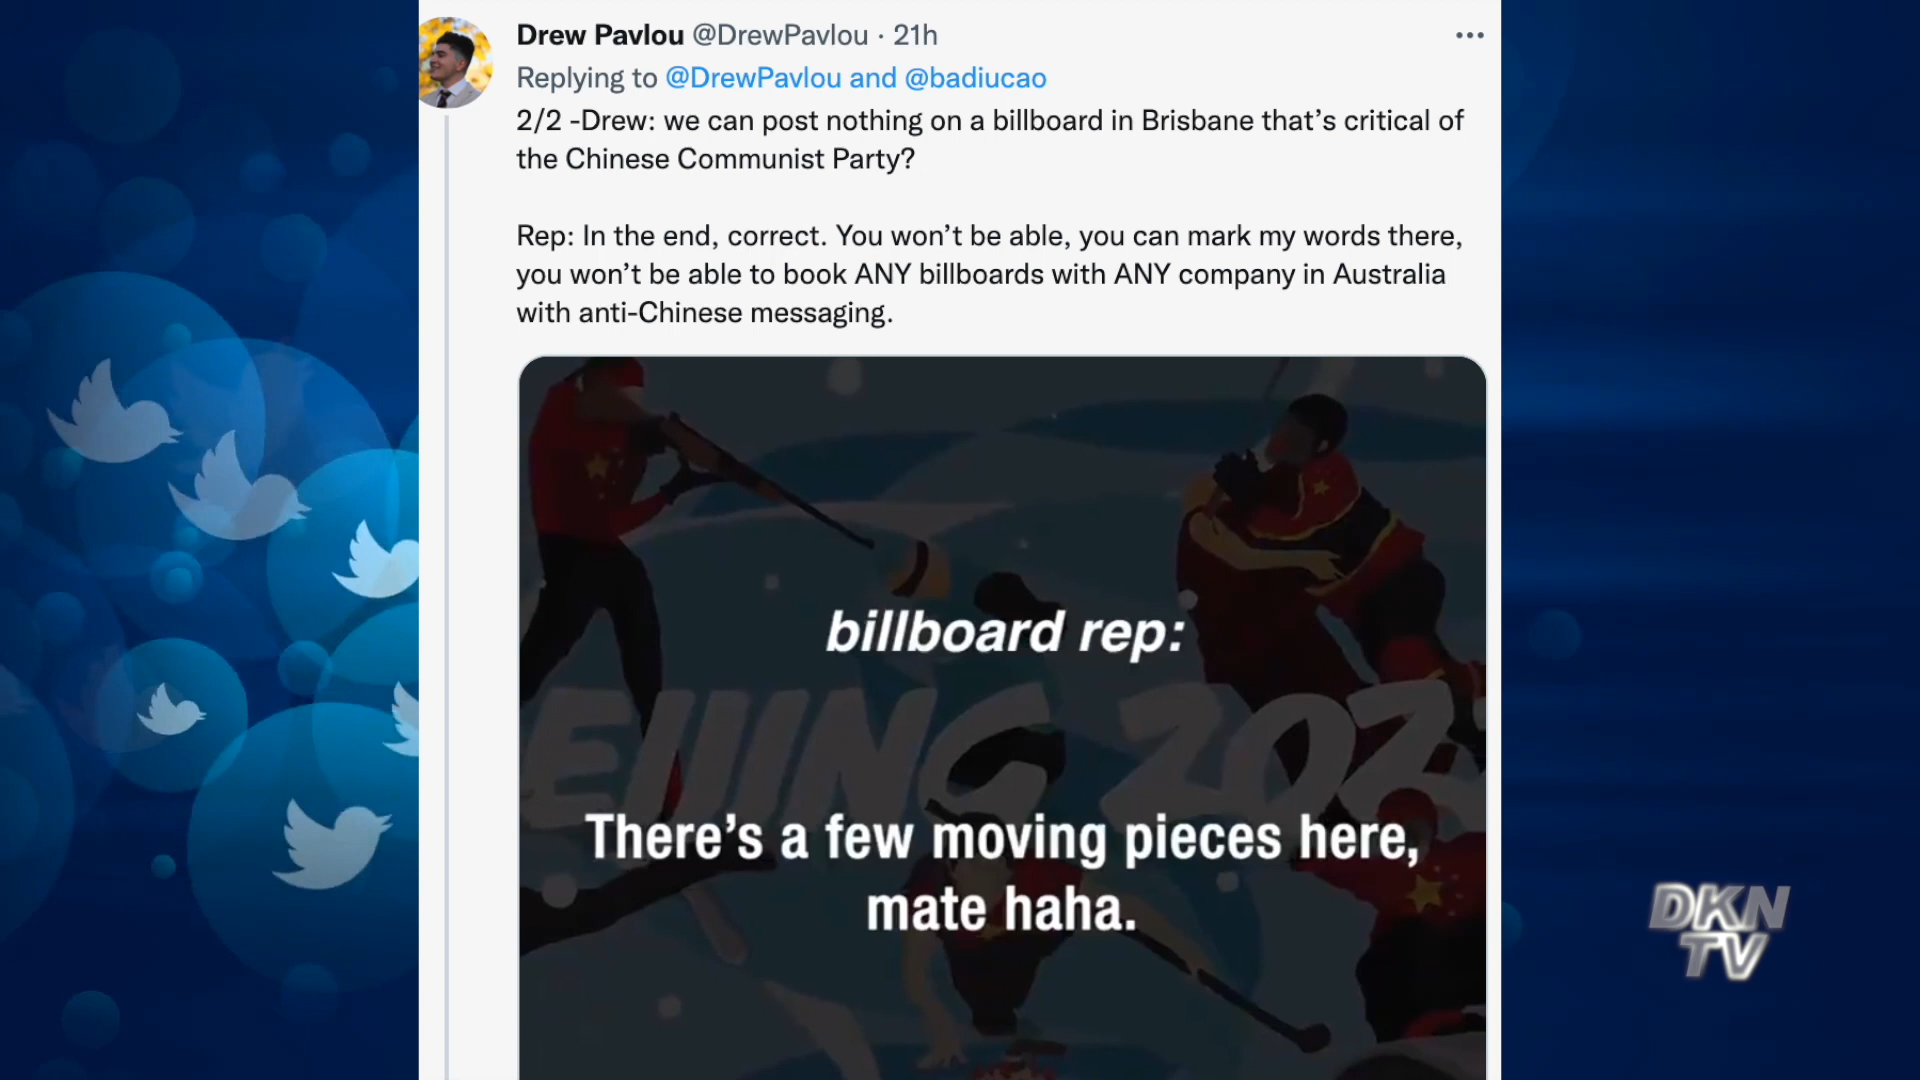 Drew Pavlou @DrewPavlou · 21h
Replying to @DrewPavlou and @badiucao
2/2 -Drew: we can post nothing on a billboard in Brisbane that’s critical of
the Chinese Communist Party?
Rep: In the end, correct. You won’t be able, you can mark my words there,
you won’t be able to book ANY billboards with ANY company in Australia
with anti-Chinese messaging.
billboard rep:
EIJING 202
There’s a few moving pieces here,
mate haha.
DKN
TV